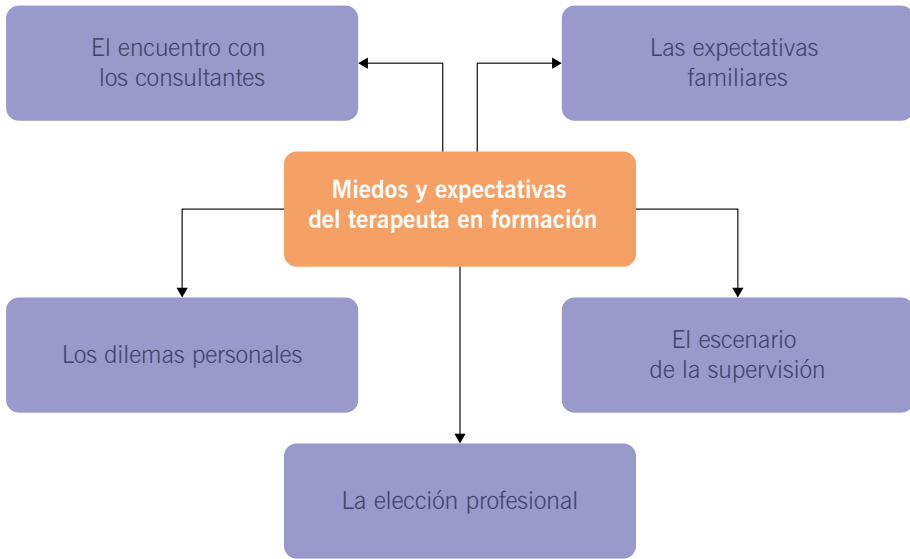 El encuentro con
los consultantes
Las expectativas
familiares
Miedos y expectativas
del terapeuta en formación
Los dilemas personales
El escenario
de la supervisión
La elección profesional